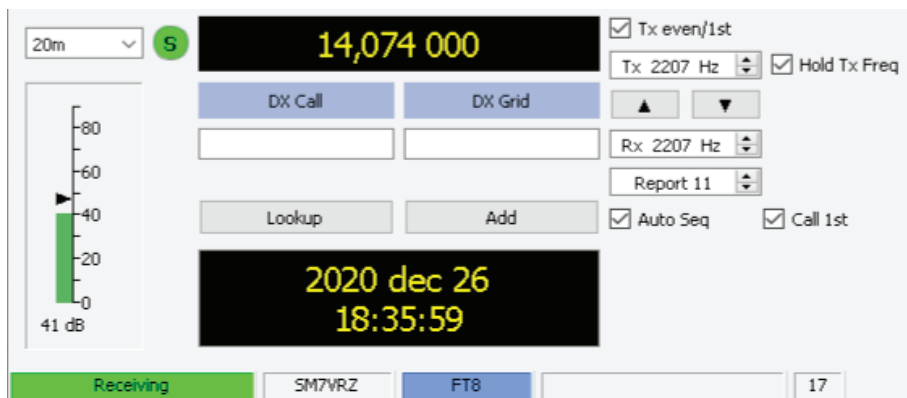 20m S 14,074 000 Tx even/1st
Tx 2207 Hz Hold Tx Freq
DX Call DX Grid ▲ ▼
80
Rx 2207 Hz
60
Report 11
40 Lookup Add Auto Seq Call 1st
20 2020 dec 26
0 18:35:59
41 dB
Receiving SM7VRZ FT8 17